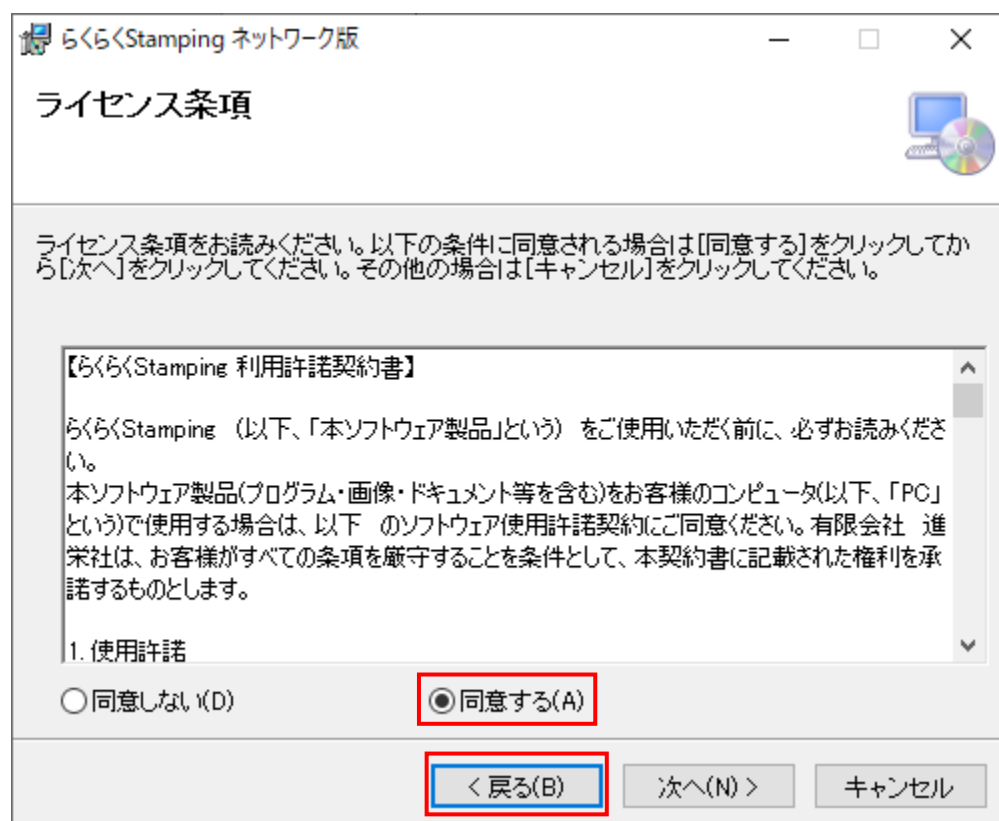 らくらくStamping ネットワーク版
ライセンス条項
ライセンス条項をお読みください。以下の条件に同意される場合は[同意する]をクリックしてか
ら[次へ]をクリックしてください。その他の場合は[キャンセル]をクリックしてください。
【らくらくStamping 利用許諾契約書】
らくらくStamping （以下、「本ソフトウェア製品」という） をご使用いただく前に、必ずお読みくださ
い。
本ソフトウェア製品(プログラム・画像・ドキュメント等を含む)をお客様のコンピュータ(以下、「PC」
という)で使用する場合は、以下　のソフトウェア使用許諾契約にご同意ください。有限会社　進
栄社は、お客様がすべての条項を厳守することを条件として、本契約書に記載された権利を承
諾するものとします。
1. 使用許諾
同意しない(D)
同意する(A)
< 戻る(B)
次へ(N) >
キャンセル